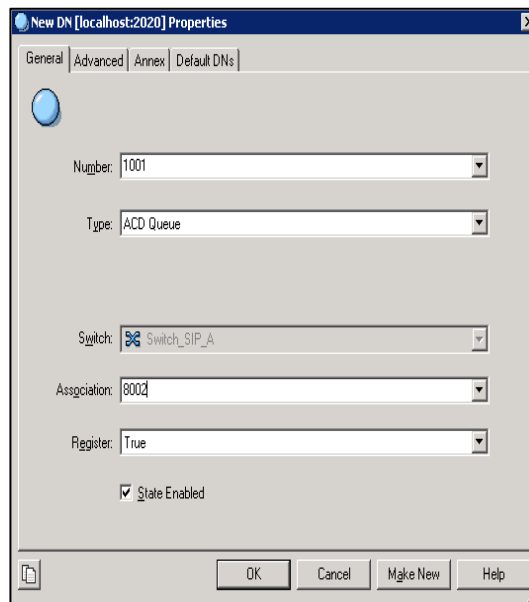 New DN [localhost:2020] Properties
General Advanced Annex Default DNs
Number: 1001
Type: ACD Queue
Switch: Switch_SIP_A
Association: 8002
Register: True
State Enabled
OK Cancel Make New Help